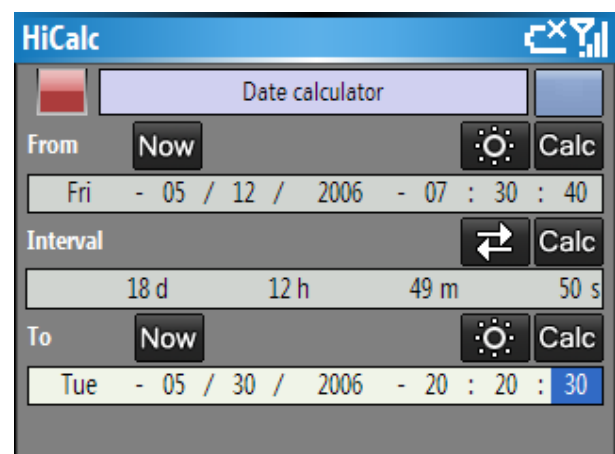 HiCalc
Date calculator
From Now Calc
Fri - 05 / 12 / 2006 - 07 : 30 : 40
Interval Calc
18 d 12 h 49 m 50 s
To Now Calc
Tue - 05 / 30 / 2006 - 20 : 20 : 30